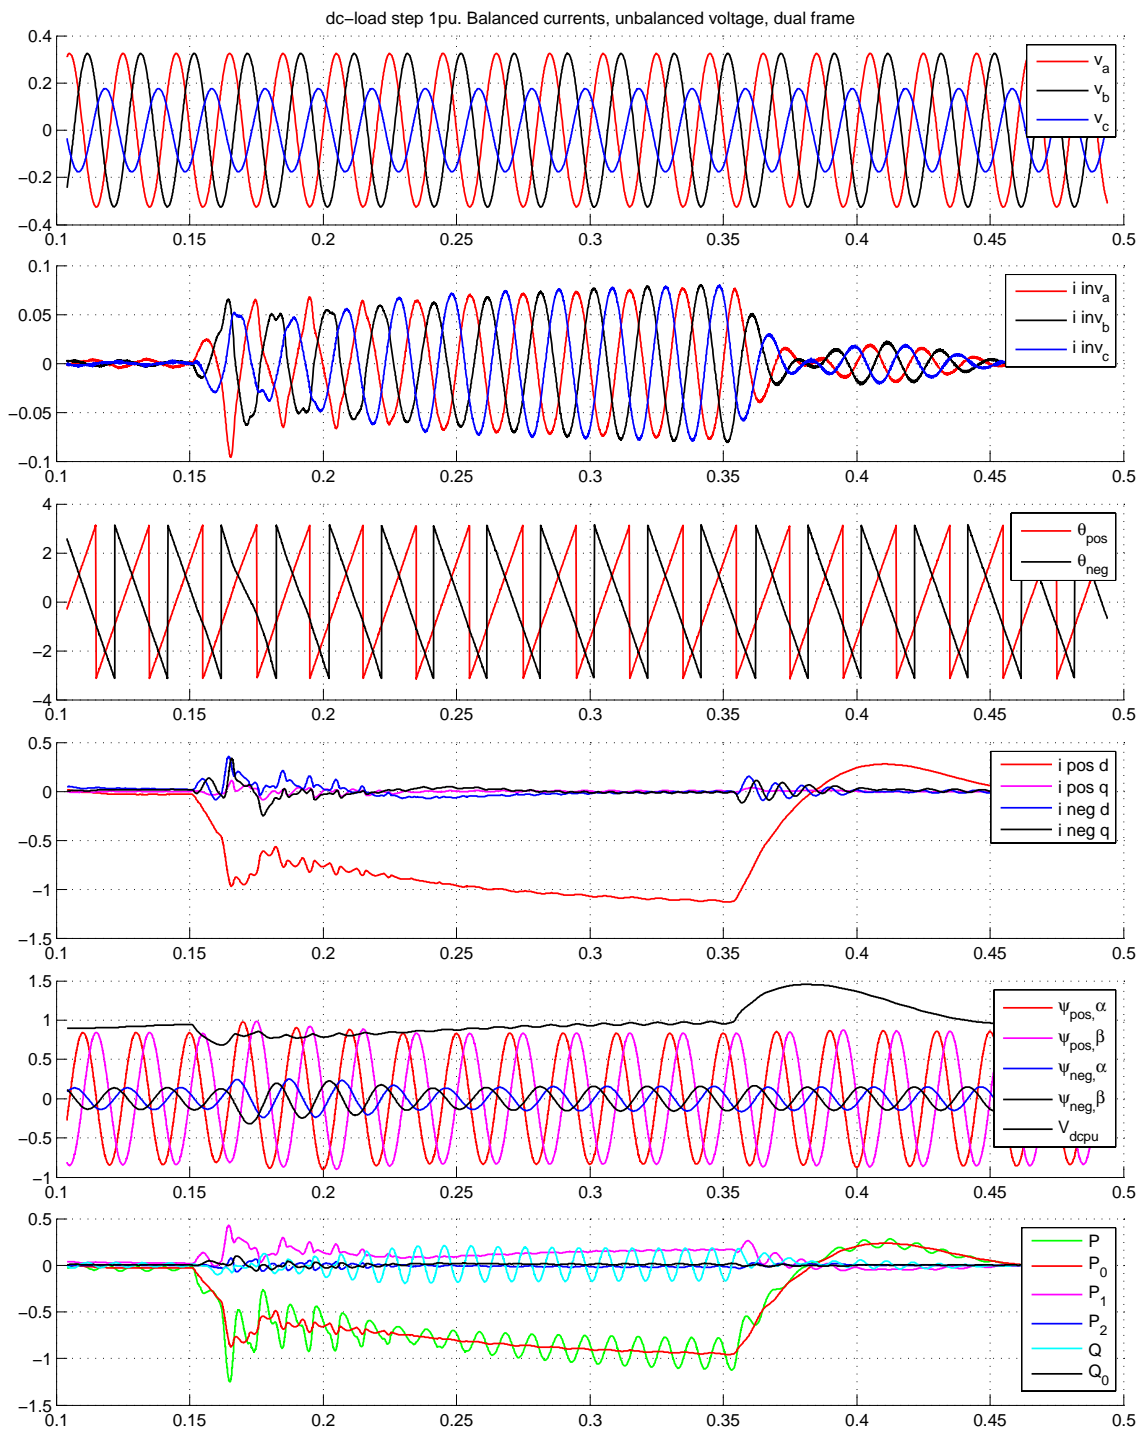 dc−load step 1pu. Balanced currents, unbalanced voltage, dual frame
0.4
0.2
0
−0.2
−0.4
0.1 0.15 0.2 0.25 0.3 0.35 0.4 0.45 0.5
v_a
v_b
v_c
0.1
0.05
0
−0.05
−0.1
0.1 0.15 0.2 0.25 0.3 0.35 0.4 0.45 0.5
i inv_a
i inv_b
i inv_c
4
2
0
−2
−4
0.1 0.15 0.2 0.25 0.3 0.35 0.4 0.45 0.5
θ_pos
θ_neg
0.5
0
−0.5
−1
−1.5
0.1 0.15 0.2 0.25 0.3 0.35 0.4 0.45 0.5
i pos d
i pos q
i neg d
i neg q
1.5
1
0.5
0
−0.5
−1
0.1 0.15 0.2 0.25 0.3 0.35 0.4 0.45 0.5
ψ_pos,α
ψ_pos,β
ψ_neg,α
ψ_neg,β
V_dcpu
0.5
0
−0.5
−1
−1.5
0.1 0.15 0.2 0.25 0.3 0.35 0.4 0.45 0.5
P
P_0
P_1
P_2
Q
Q_0